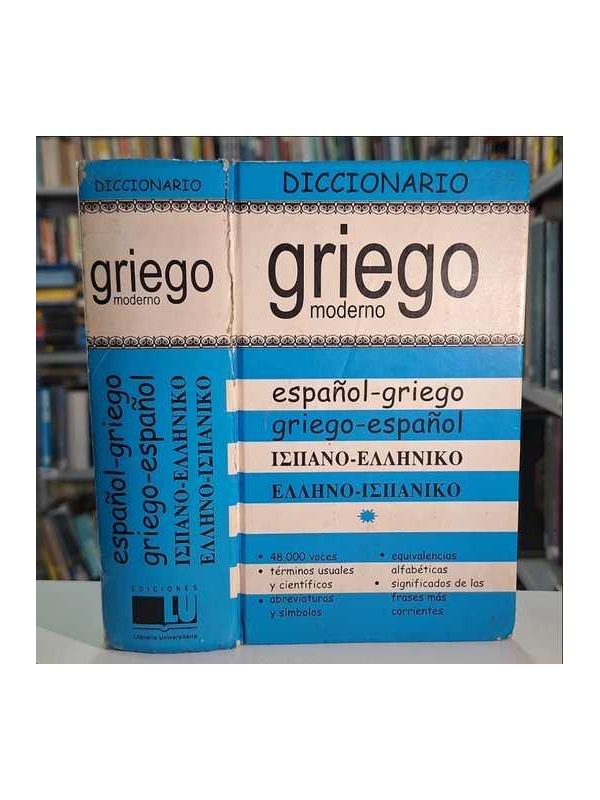 DICCIONARIO
griego
moderno
español-griego
griego-español
ΙΣΠΑΝΟ-ΕΛΛΗΝΙΚΟ
ΕΛΛΗΝΟ-ΙΣΠΑΝΙΚΟ
EDICIONES
LU
Librería Universitaria
DICCIONARIO
griego
moderno
español-griego
griego-español
ΙΣΠΑΝΟ-ΕΛΛΗΝΙΚΟ
ΕΛΛΗΝΟ-ΙΣΠΑΝΙΚΟ
• 48.000 voces
• términos usuales
y científicos
• abreviaturas
y símbolos
• equivalencias
alfabéticas
• significados de las
frases más
corrientes